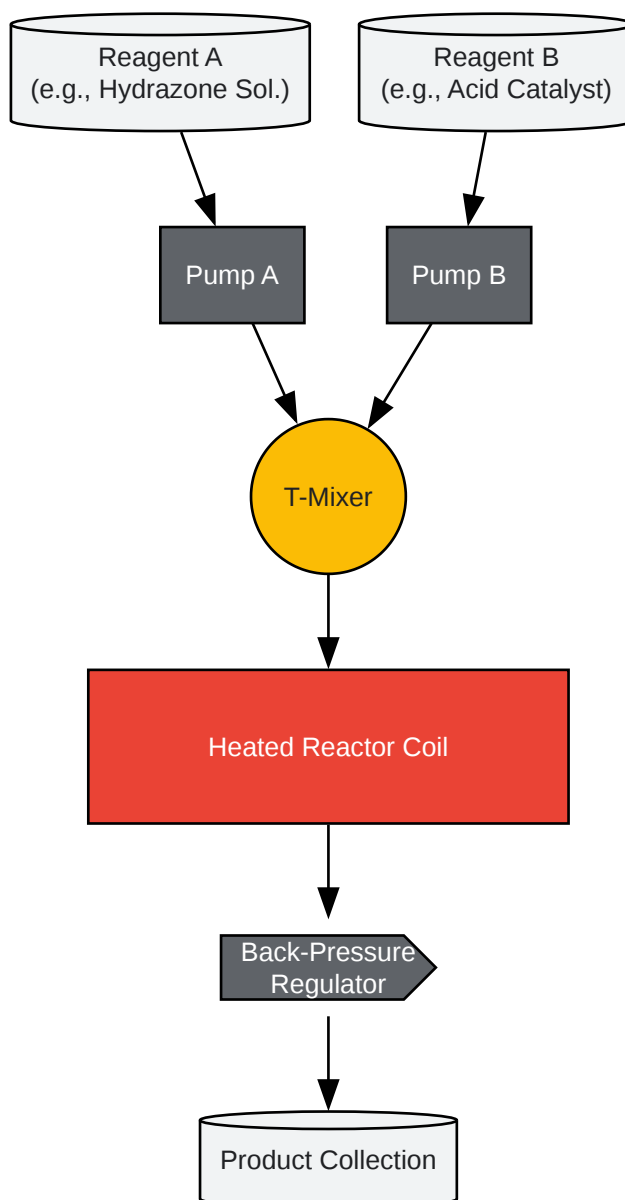 Reagent A
(e.g., Hydrazone Sol.)
Reagent B
(e.g., Acid Catalyst)
Pump A
Pump B
T-Mixer
Heated Reactor Coil
Back-Pressure
Regulator
Product Collection